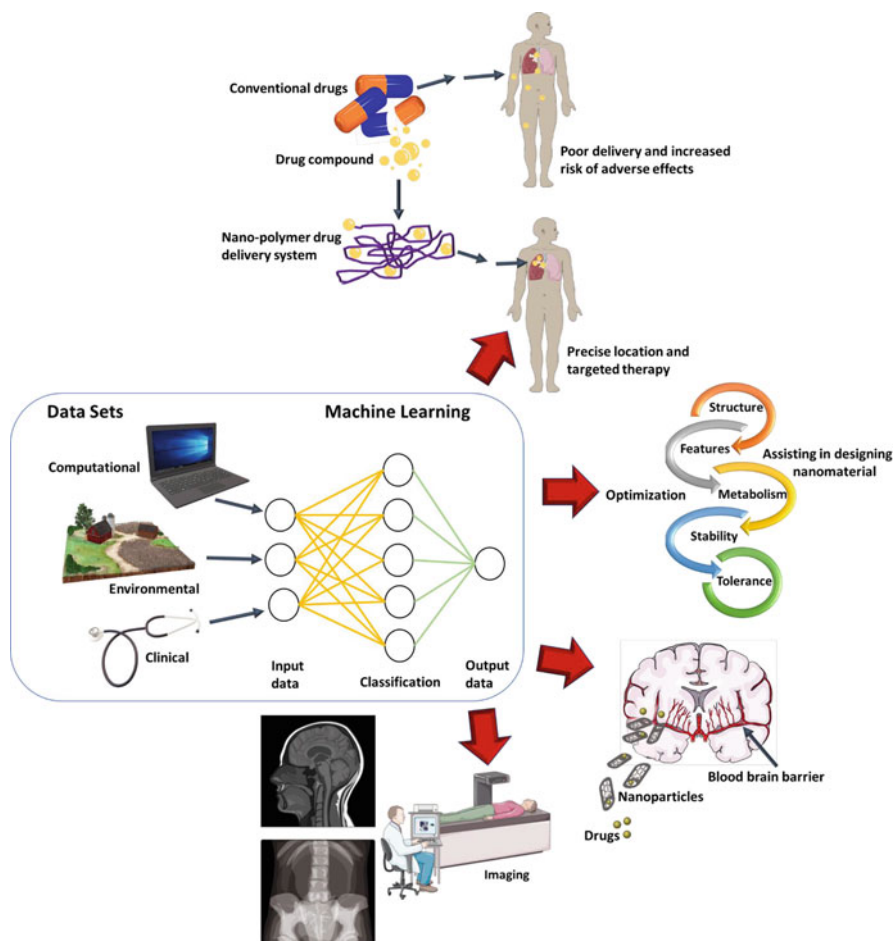 Conventional drugs
Drug compound
Poor delivery and increased
risk of adverse effects
Nano-polymer drug
delivery system
Precise location and
targeted therapy
Data Sets
Machine Learning
Computational
Environmental
Clinical
Input
data
Classification
Output
data
Optimization
Structure
Features
Metabolism
Stability
Tolerance
Assisting in designing
nanomaterial
Blood brain barrier
Nanoparticles
Drugs
Imaging